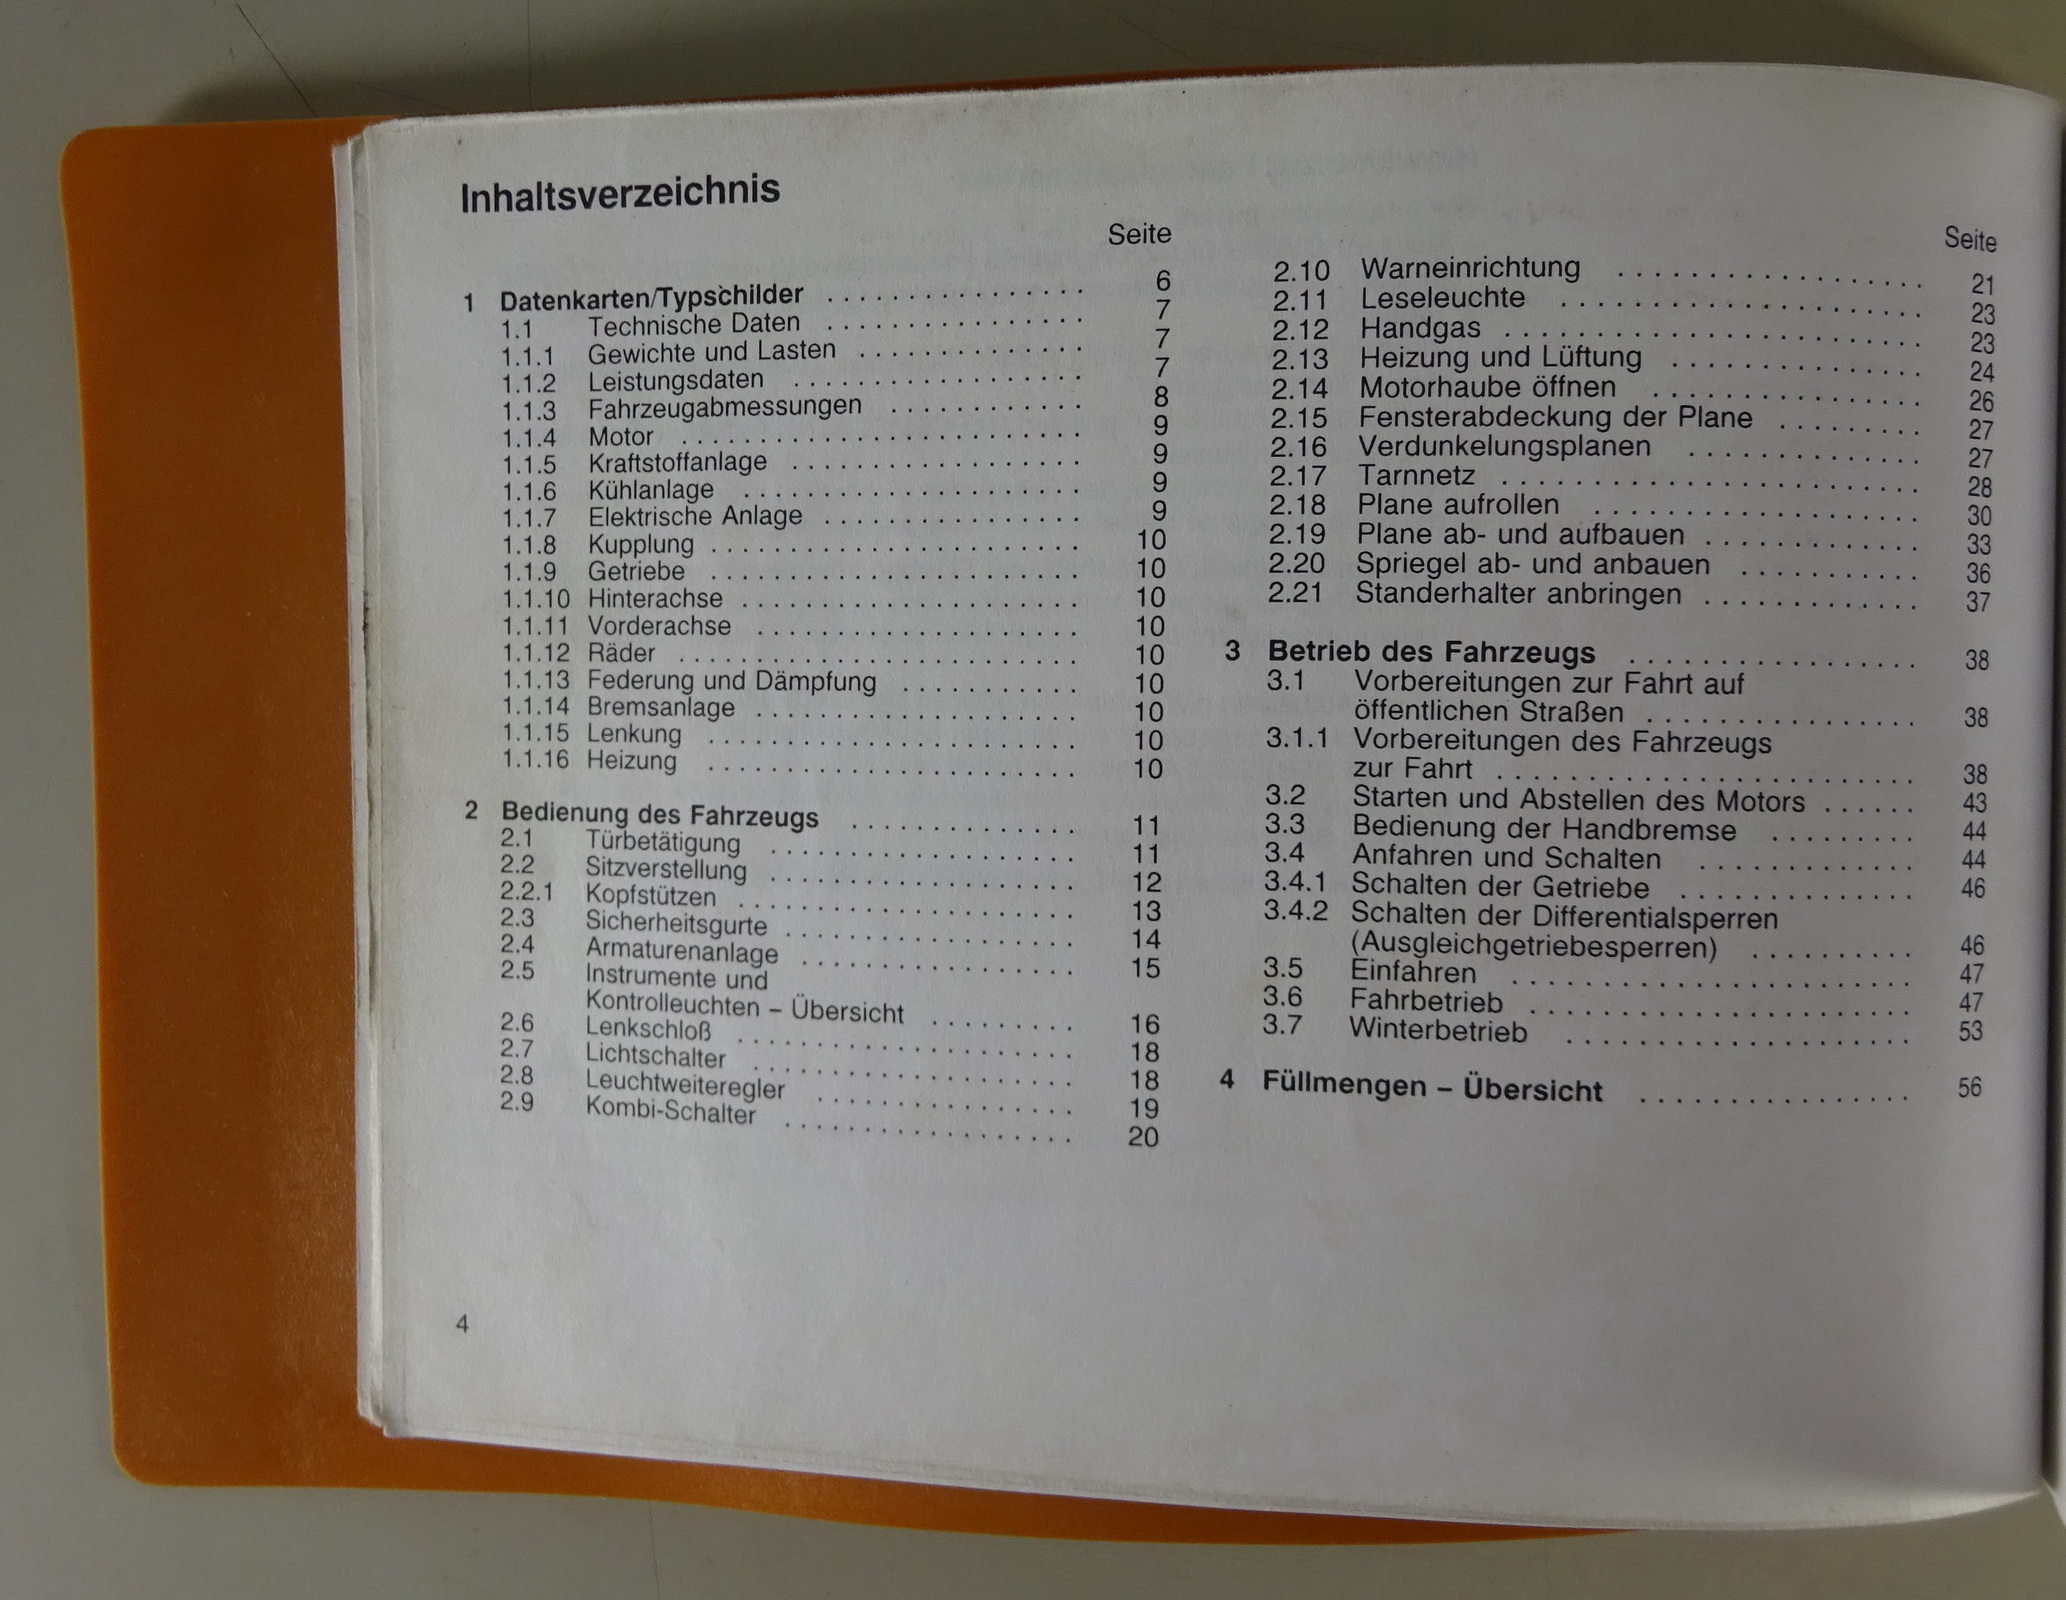 Inhaltsverzeichnis
Seite
1 Datenkarten/Typschilder . . . . . . . . . . . . . . . . 6
1.1 Technische Daten . . . . . . . . . . . . . . . . 7
1.1.1 Gewichte und Lasten . . . . . . . . . . . . . . 7
1.1.2 Leistungsdaten . . . . . . . . . . . . . . . . . . 7
1.1.3 Fahrzeugabmessungen . . . . . . . . . . . . 8
1.1.4 Motor . . . . . . . . . . . . . . . . . . . . . . . . . 9
1.1.5 Kraftstoffanlage . . . . . . . . . . . . . . . . . . 9
1.1.6 Kühlanlage . . . . . . . . . . . . . . . . . . . . . 9
1.1.7 Elektrische Anlage . . . . . . . . . . . . . . . . 9
1.1.8 Kupplung . . . . . . . . . . . . . . . . . . . . . . . 10
1.1.9 Getriebe . . . . . . . . . . . . . . . . . . . . . . . 10
1.1.10 Hinterachse . . . . . . . . . . . . . . . . . . . . . 10
1.1.11 Vorderachse . . . . . . . . . . . . . . . . . . . . 10
1.1.12 Räder . . . . . . . . . . . . . . . . . . . . . . . . . 10
1.1.13 Federung und Dämpfung . . . . . . . . . . . 10
1.1.14 Bremsanlage . . . . . . . . . . . . . . . . . . . . 10
1.1.15 Lenkung . . . . . . . . . . . . . . . . . . . . . . . 10
1.1.16 Heizung . . . . . . . . . . . . . . . . . . . . . . . 10
2 Bedienung des Fahrzeugs . . . . . . . . . . . . . . 11
2.1 Türbetätigung . . . . . . . . . . . . . . . . . . . 11
2.2 Sitzverstellung . . . . . . . . . . . . . . . . . . . 12
2.2.1 Kopfstützen . . . . . . . . . . . . . . . . . . . . . 13
2.3 Sicherheitsgurte . . . . . . . . . . . . . . . . . . 14
2.4 Armaturenanlage . . . . . . . . . . . . . . . . . 15
2.5 Instrumente und
Kontrolleuchten – Übersicht . . . . . . . . . 16
2.6 Lenkschloß . . . . . . . . . . . . . . . . . . . . . 18
2.7 Lichtschalter . . . . . . . . . . . . . . . . . . . . 18
2.8 Leuchtweiteregler . . . . . . . . . . . . . . . . 19
2.9 Kombi-Schalter . . . . . . . . . . . . . . . . . . 20
Seite
2.10 Warneinrichtung . . . . . . . . . . . . . . . . . . 21
2.11 Leseleuchte . . . . . . . . . . . . . . . . . . . . . 23
2.12 Handgas . . . . . . . . . . . . . . . . . . . . . . . . 23
2.13 Heizung und Lüftung . . . . . . . . . . . . . . . 24
2.14 Motorhaube öffnen . . . . . . . . . . . . . . . . 26
2.15 Fensterabdeckung der Plane . . . . . . . . . 27
2.16 Verdunkelungsplanen . . . . . . . . . . . . . . 27
2.17 Tarnnetz . . . . . . . . . . . . . . . . . . . . . . . . 28
2.18 Plane aufrollen . . . . . . . . . . . . . . . . . . . 30
2.19 Plane ab- und aufbauen . . . . . . . . . . . . . 33
2.20 Spriegel ab- und anbauen . . . . . . . . . . . 36
2.21 Standerhalter anbringen . . . . . . . . . . . . . 37
3 Betrieb des Fahrzeugs . . . . . . . . . . . . . . . . . 38
3.1 Vorbereitungen zur Fahrt auf
öffentlichen Straßen . . . . . . . . . . . . . . . . 38
3.1.1 Vorbereitungen des Fahrzeugs
zur Fahrt . . . . . . . . . . . . . . . . . . . . . . . . 38
3.2 Starten und Abstellen des Motors . . . . . . 43
3.3 Bedienung der Handbremse . . . . . . . . . 44
3.4 Anfahren und Schalten . . . . . . . . . . . . . 44
3.4.1 Schalten der Getriebe . . . . . . . . . . . . . . 46
3.4.2 Schalten der Differentialsperren
(Ausgleichgetriebesperren) . . . . . . . . . . 46
3.5 Einfahren . . . . . . . . . . . . . . . . . . . . . . . 47
3.6 Fahrbetrieb . . . . . . . . . . . . . . . . . . . . . . 47
3.7 Winterbetrieb . . . . . . . . . . . . . . . . . . . . 53
4 Füllmengen – Übersicht . . . . . . . . . . . . . . . . 56
4